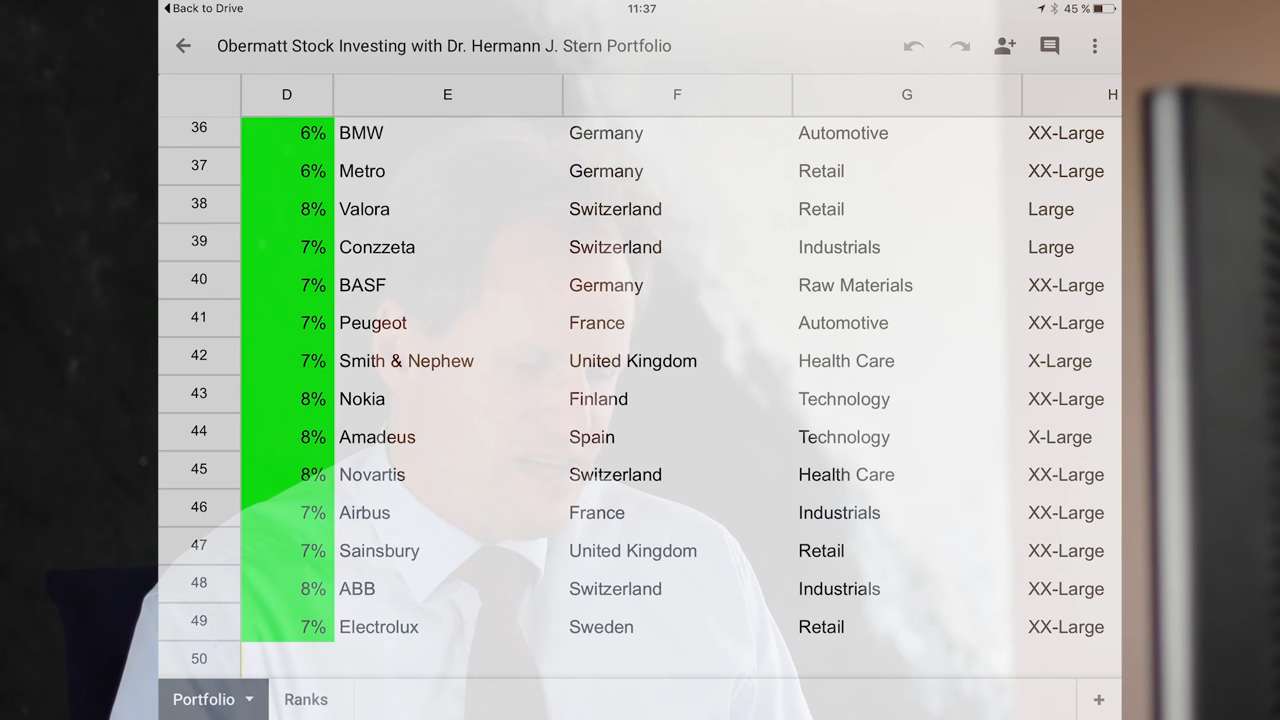 Back to Drive 11:37 45 %
Obermatt Stock Investing with Dr. Hermann J. Stern Portfolio
D E F G H
36 6% BMW Germany Automotive XX-Large
37 6% Metro Germany Retail XX-Large
38 8% Valora Switzerland Retail Large
39 7% Conzzeta Switzerland Industrials Large
40 7% BASF Germany Raw Materials XX-Large
41 7% Peugeot France Automotive XX-Large
42 7% Smith & Nephew United Kingdom Health Care X-Large
43 8% Nokia Finland Technology XX-Large
44 8% Amadeus Spain Technology X-Large
45 8% Novartis Switzerland Health Care XX-Large
46 7% Airbus France Industrials XX-Large
47 7% Sainsbury United Kingdom Retail XX-Large
48 8% ABB Switzerland Industrials XX-Large
49 7% Electrolux Sweden Retail XX-Large
50
Portfolio Ranks +